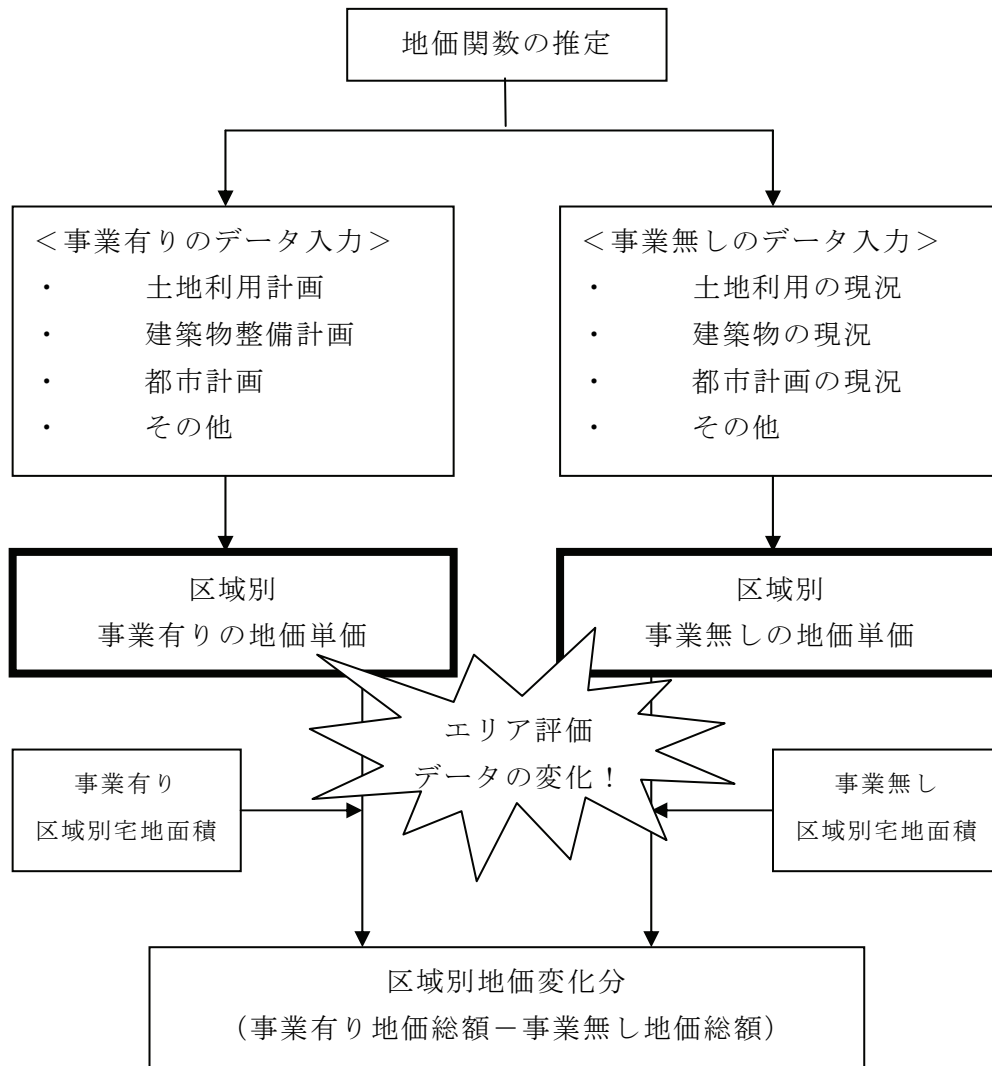 地価関数の推定
＜事業有りのデータ入力＞
・ 土地利用計画
・ 建築物整備計画
・ 都市計画
・ その他
＜事業無しのデータ入力＞
・ 土地利用の現況
・ 建築物の現況
・ 都市計画の現況
・ その他
区域別
事業有りの地価単価
区域別
事業無しの地価単価
エリア評価
データの変化！
事業有り
区域別宅地面積
事業無し
区域別宅地面積
区域別地価変化分
（事業有り地価総額－事業無し地価総額）